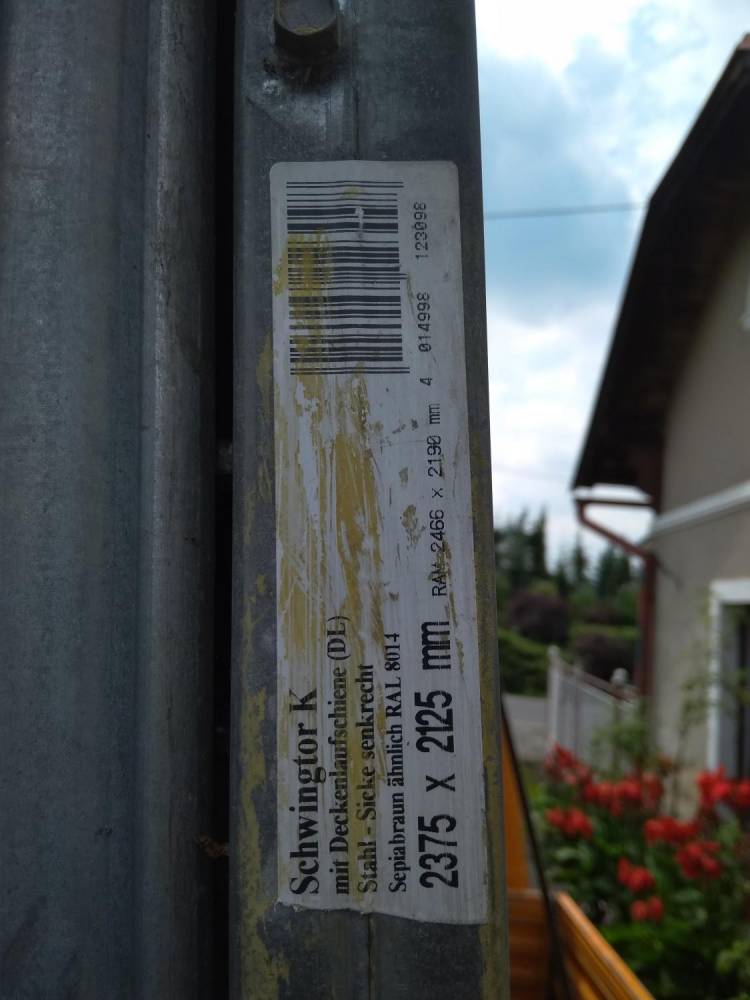 Schwingtor K
mit Deckenlaufschiene (DL)
Stahl - Sicke senkrecht
Sepiabraun ähnlich RAL 8014
2375 x 2125 mm RAM 2466 x 2190 mm
4 014998 123098